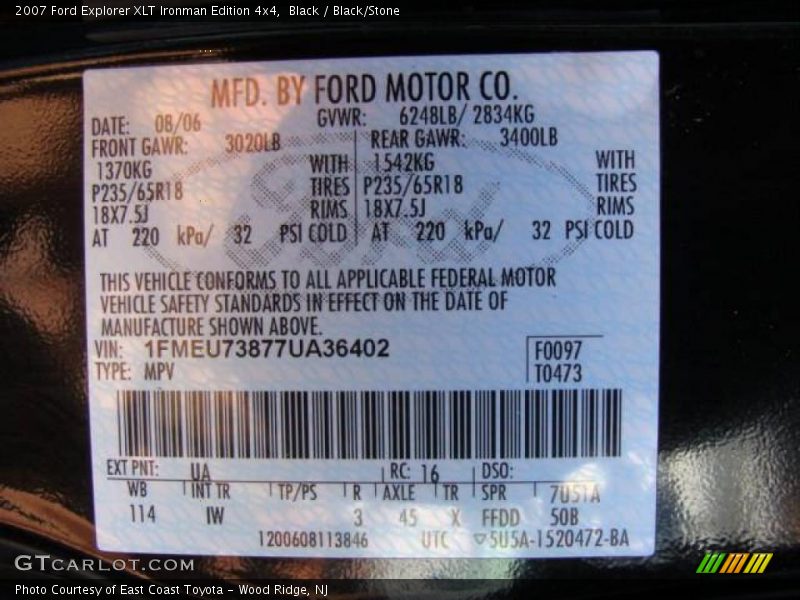 2007 Ford Explorer XLT Ironman Edition 4x4, Black / Black/Stone
MFD. BY FORD MOTOR CO.
DATE: 08/06 GVWR: 6248LB/ 2834KG
FRONT GAWR: 3020LB REAR GAWR: 3400LB
1370KG WITH 1542KG WITH
P235/65R18 TIRES P235/65R18 TIRES
18X7.5J RIMS 18X7.5J RIMS
AT 220 kPa/ 32 PSI COLD AT 220 kPa/ 32 PSI COLD
THIS VEHICLE CONFORMS TO ALL APPLICABLE FEDERAL MOTOR
VEHICLE SAFETY STANDARDS IN EFFECT ON THE DATE OF
MANUFACTURE SHOWN ABOVE.
VIN: 1FMEU73877UA36402 F0097
TYPE: MPV T0473
EXT PNT: UA RC: 16 DSO:
WB INT TR TP/PS R AXLE TR SPR 7U51A
114 IW 3 45 X FFDD 50B
1200608113846 UTC ▽5U5A-1520472-BA
GTCARLOT.COM
Photo Courtesy of East Coast Toyota – Wood Ridge, NJ